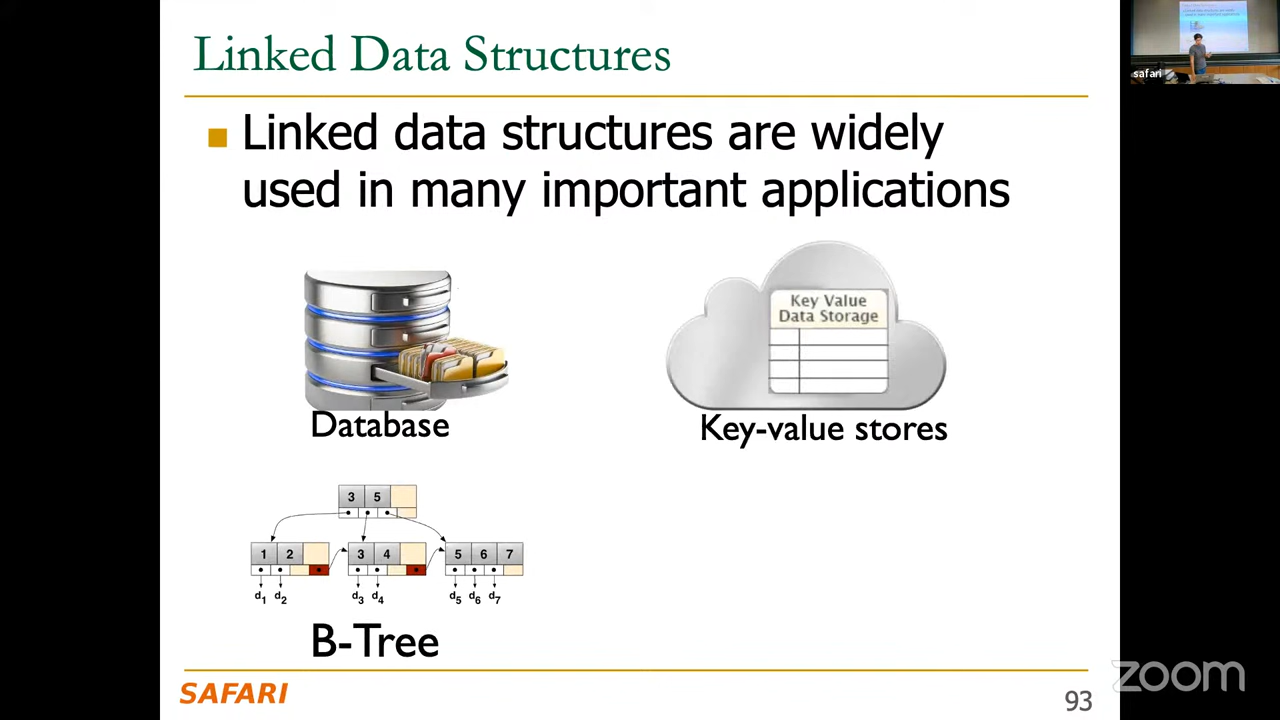 Linked Data Structures
Linked data structures are widely
used in many important applications
Key Value
Data Storage
Database
Key-value stores
3 5
1 2
3 4
5 6 7
d1 d2
d3 d4
d5 d6 d7
B-Tree
SAFARI
93
zoom
safari